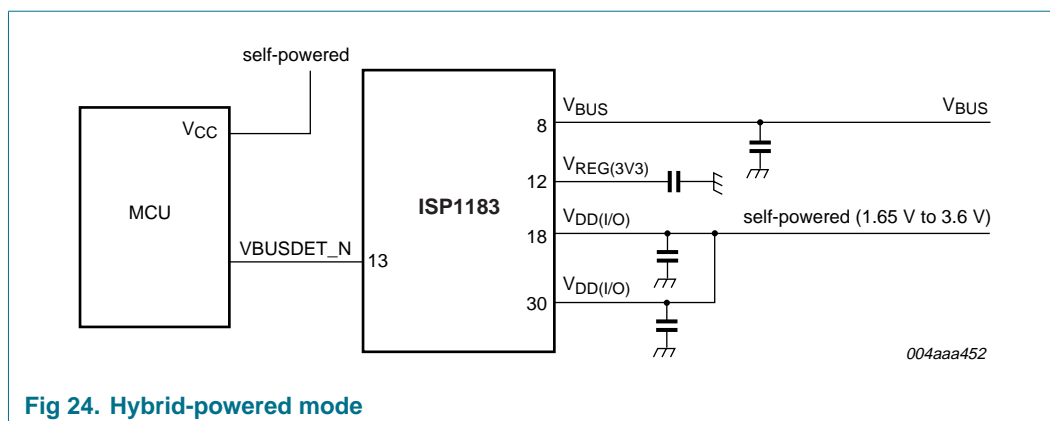 self-powered
VCC
MCU
VBUSDET_N
13
ISP1183
8
VBUS
VBUS
12
VREG(3V3)
18
VDD(I/O)
self-powered (1.65 V to 3.6 V)
30
VDD(I/O)
004aaa452
Fig 24. Hybrid-powered mode